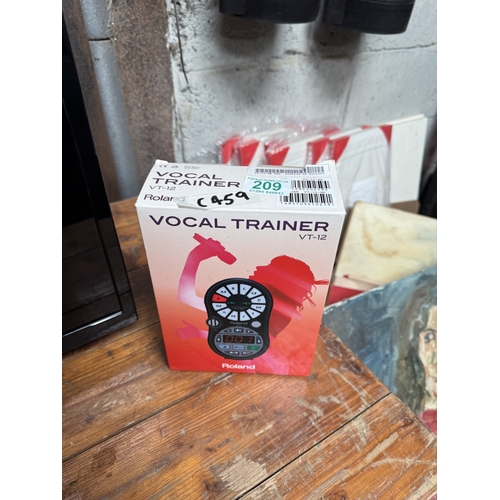 VOCAL
TRAINER
VT-12
Roland
C459
209
VOCAL TRAINER
VT-12
Roland